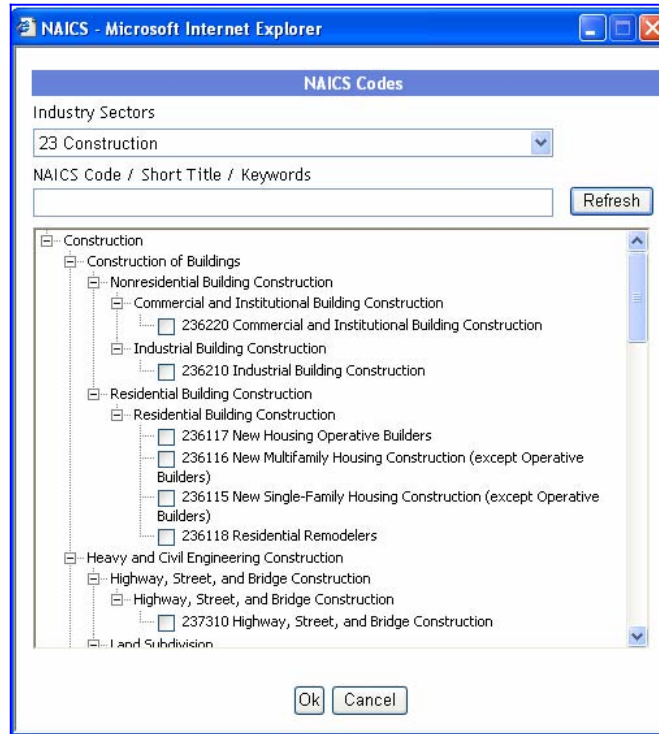 NAICS - Microsoft Internet Explorer
NAICS Codes
Industry Sectors
23 Construction
NAICS Code / Short Title / Keywords
Refresh
Construction
Construction of Buildings
Nonresidential Building Construction
Commercial and Institutional Building Construction
236220 Commercial and Institutional Building Construction
Industrial Building Construction
236210 Industrial Building Construction
Residential Building Construction
Residential Building Construction
236117 New Housing Operative Builders
236116 New Multifamily Housing Construction (except Operative
Builders)
236115 New Single-Family Housing Construction (except Operative
Builders)
236118 Residential Remodelers
Heavy and Civil Engineering Construction
Highway, Street, and Bridge Construction
Highway, Street, and Bridge Construction
237310 Highway, Street, and Bridge Construction
Land Subdivision
Ok Cancel